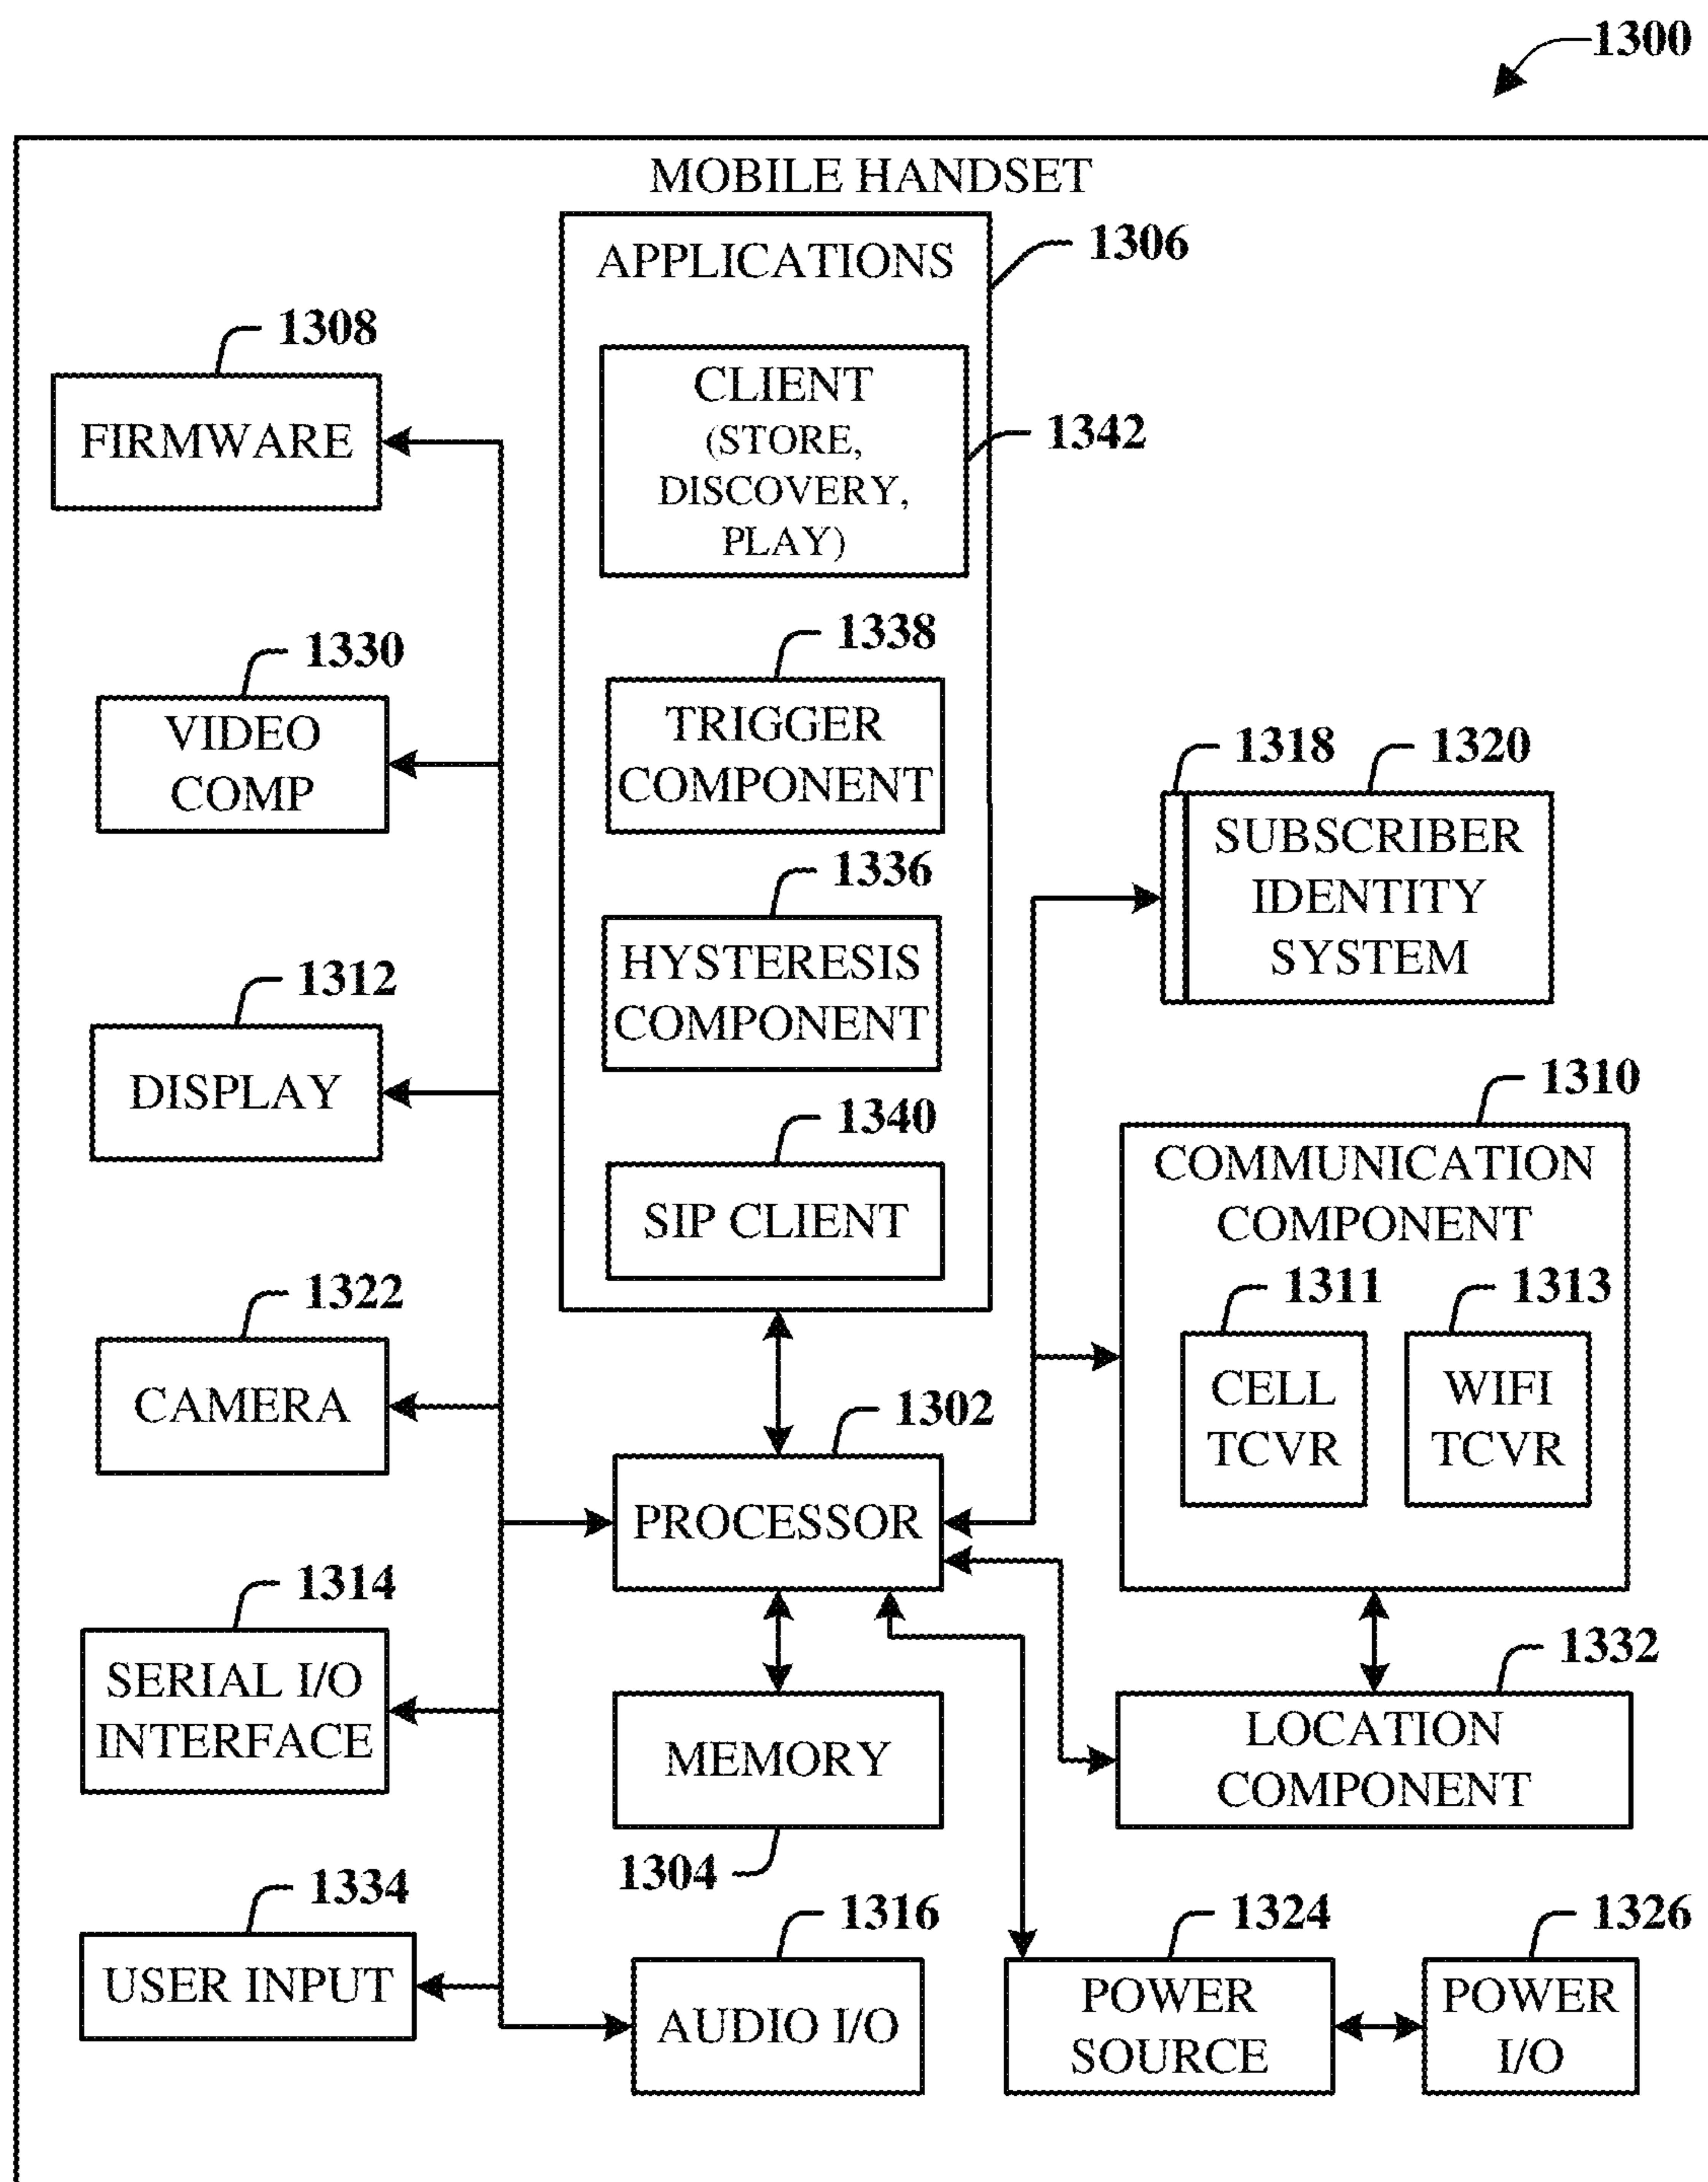 1300
MOBILE HANDSET
APPLICATIONS
1306
CLIENT
(STORE,
DISCOVERY,
PLAY)
1342
1338
TRIGGER
COMPONENT
1336
HYSTERESIS
COMPONENT
1340
SIP CLIENT
1308
FIRMWARE
1330
VIDEO
COMP
1312
DISPLAY
1322
CAMERA
1314
SERIAL I/O
INTERFACE
1334
USER INPUT
1302
PROCESSOR
MEMORY
1304
1316
AUDIO I/O
1318
1320
SUBSCRIBER
IDENTITY
SYSTEM
1310
COMMUNICATION
COMPONENT
1311
CELL
TCVR
1313
WIFI
TCVR
1332
LOCATION
COMPONENT
1324
POWER
SOURCE
1326
POWER
I/O